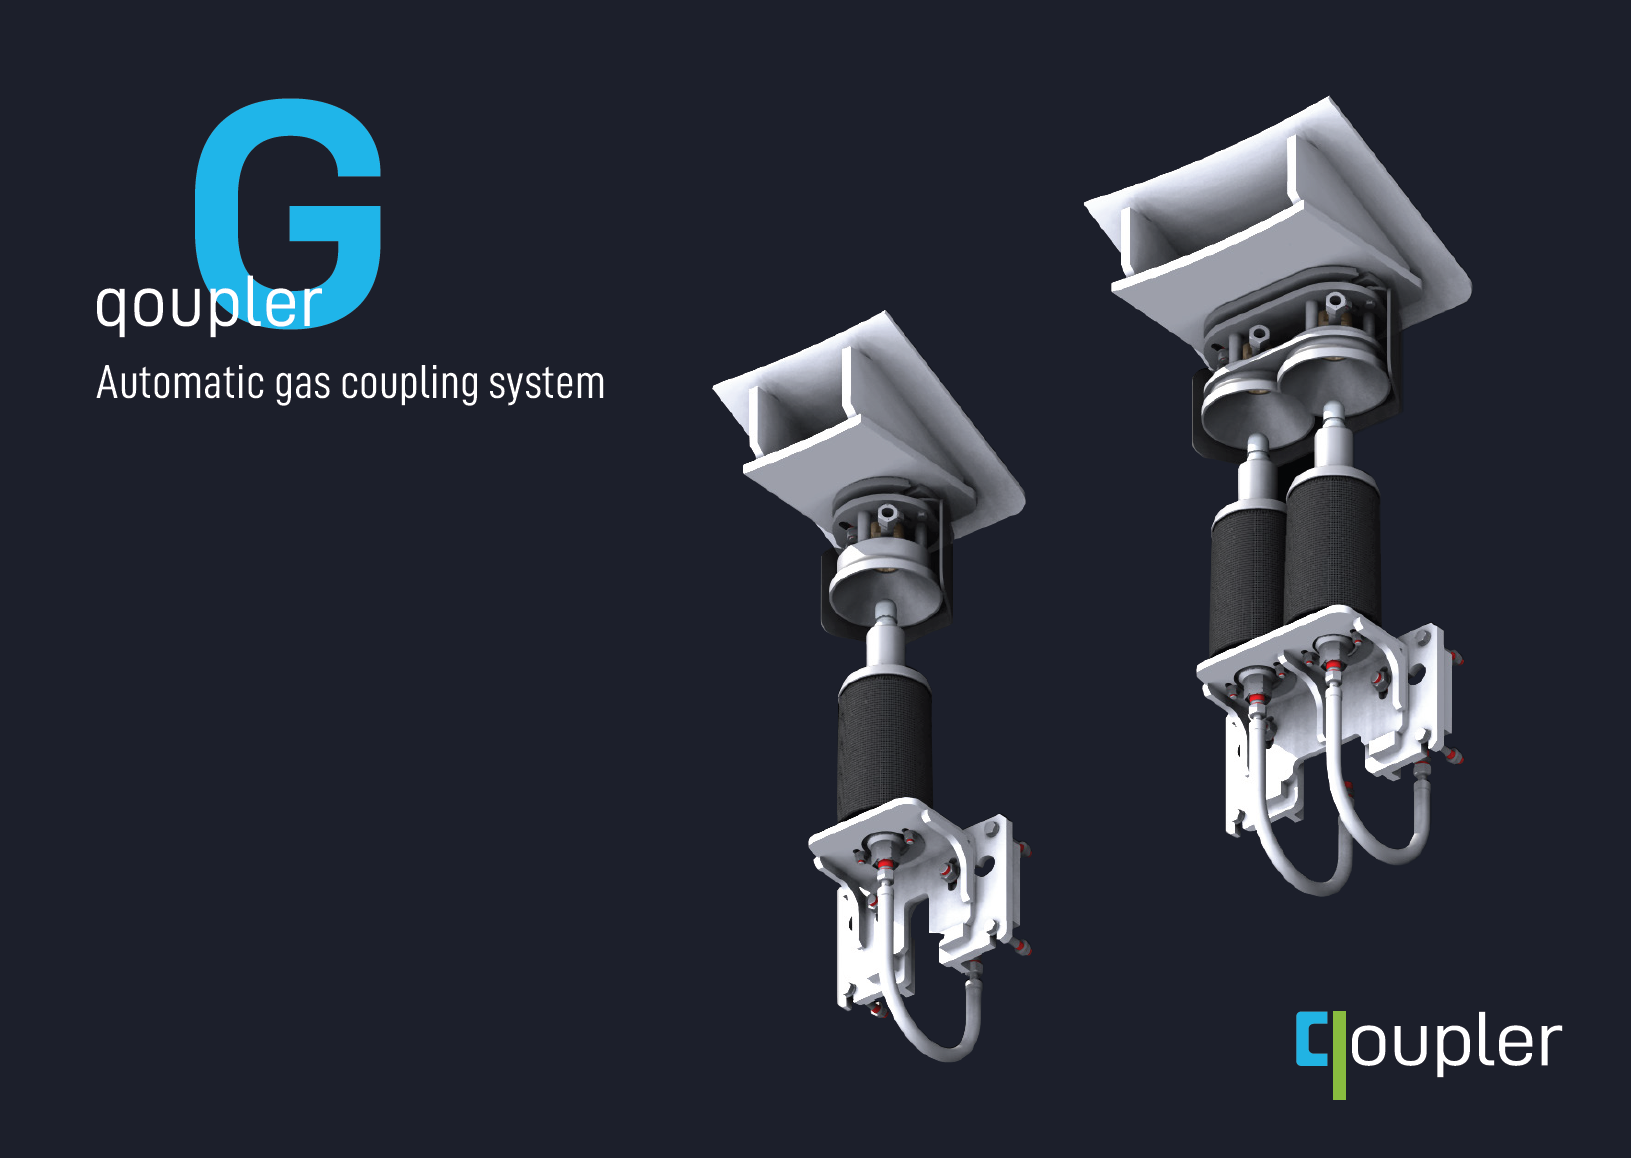 G
qoupler
Automatic gas coupling system
qoupler